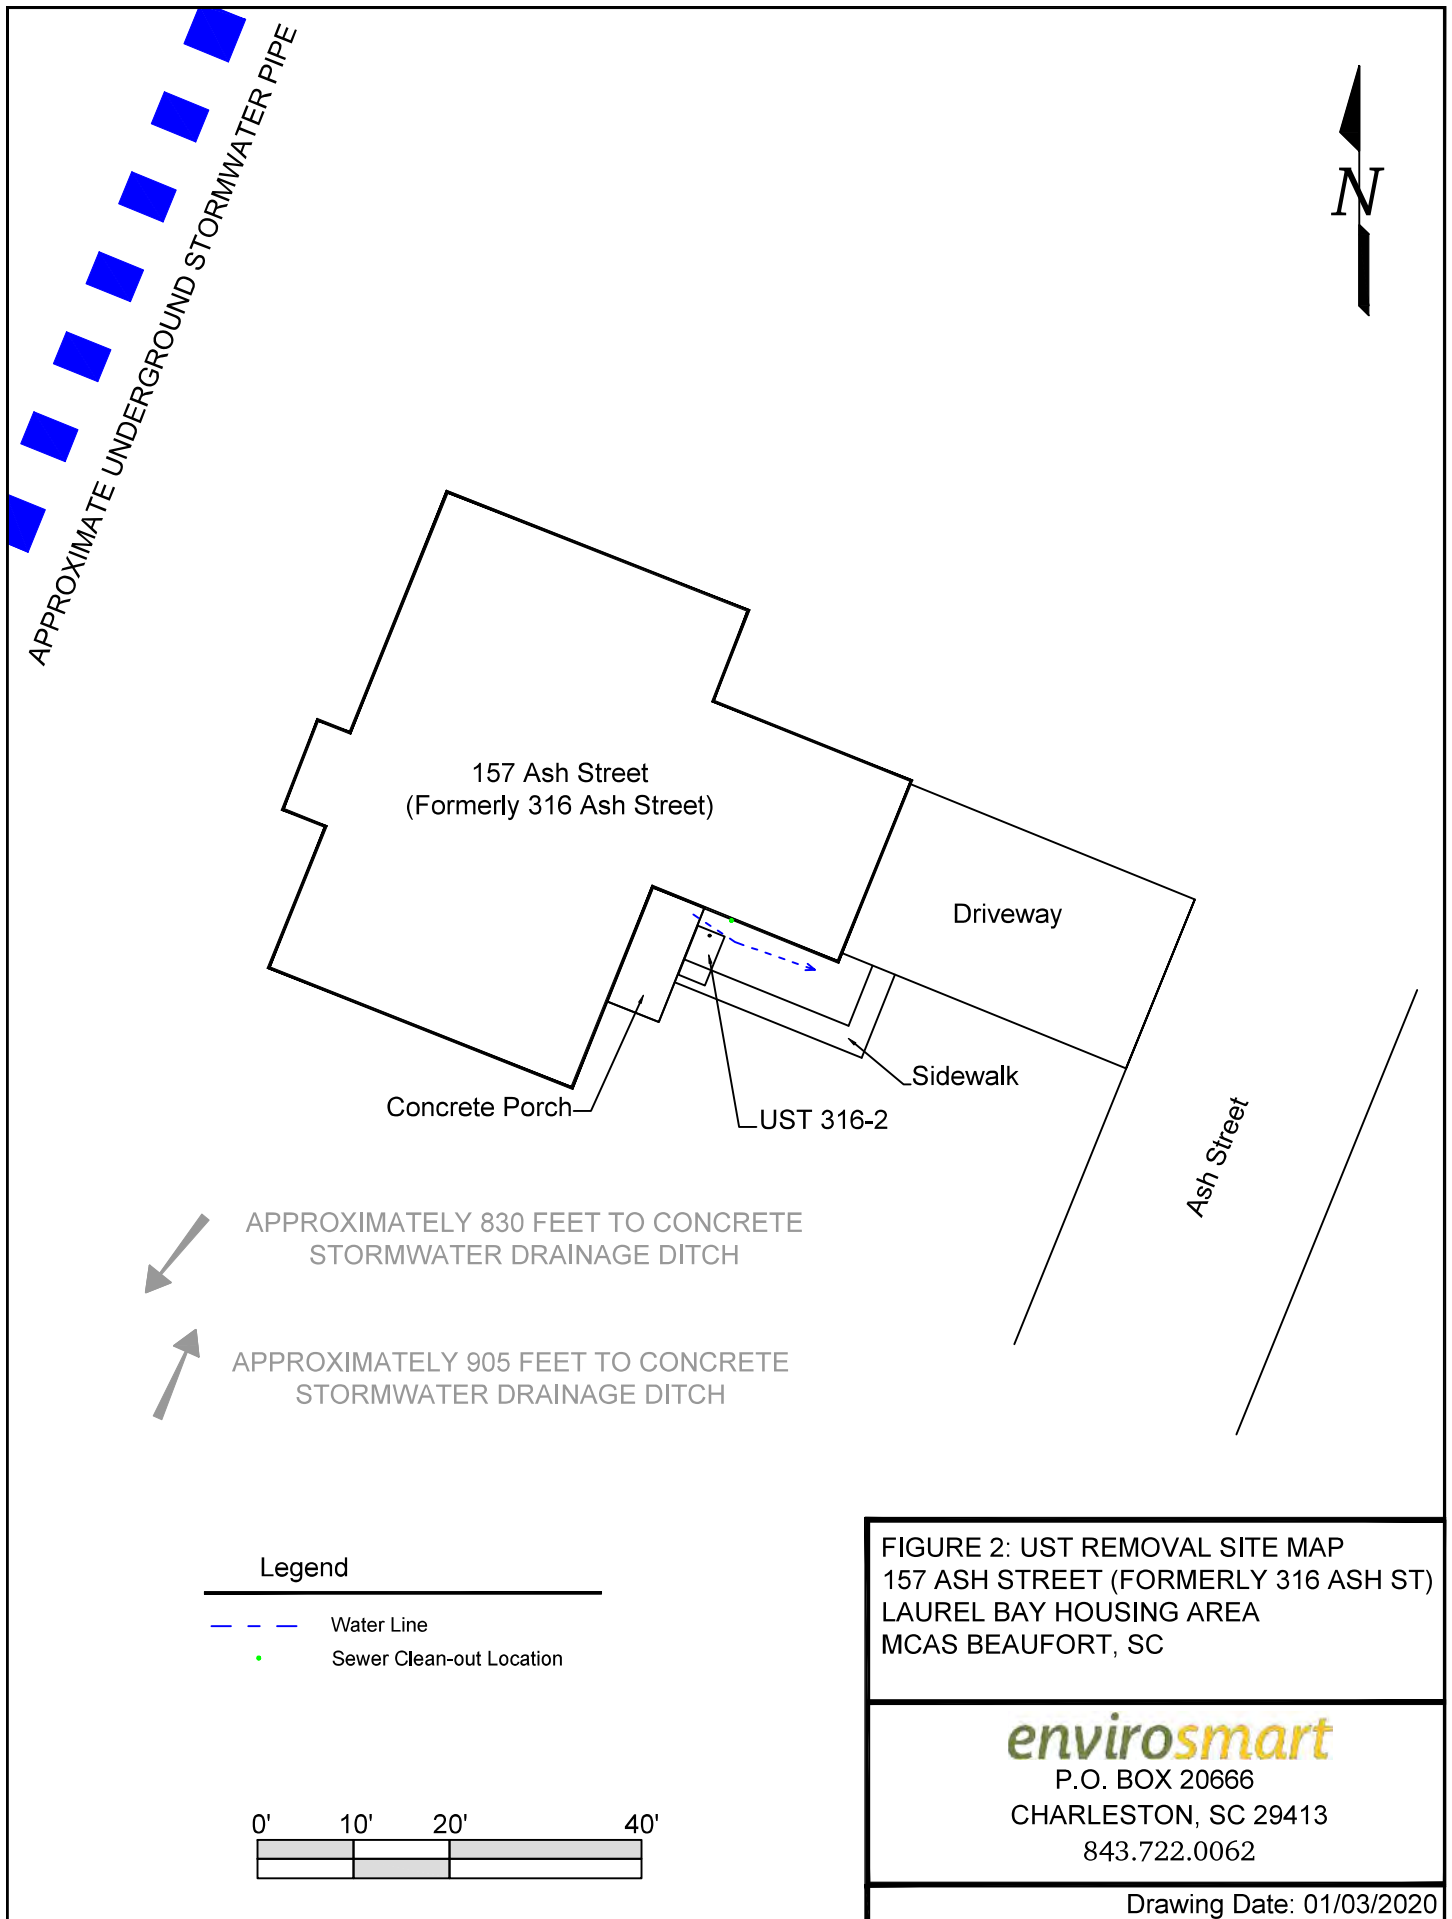 APPROXIMATE UNDERGROUND STORMWATER PIPE
N
157 Ash Street
(Formerly 316 Ash Street)
Driveway
Sidewalk
Concrete Porch
UST 316-2
Ash Street
APPROXIMATELY 830 FEET TO CONCRETE
STORMWATER DRAINAGE DITCH
APPROXIMATELY 905 FEET TO CONCRETE
STORMWATER DRAINAGE DITCH
Legend
Water Line
Sewer Clean-out Location
0' 10' 20' 40'
FIGURE 2: UST REMOVAL SITE MAP
157 ASH STREET (FORMERLY 316 ASH ST)
LAUREL BAY HOUSING AREA
MCAS BEAUFORT, SC
envirosmart
P.O. BOX 20666
CHARLESTON, SC 29413
843.722.0062
Drawing Date: 01/03/2020